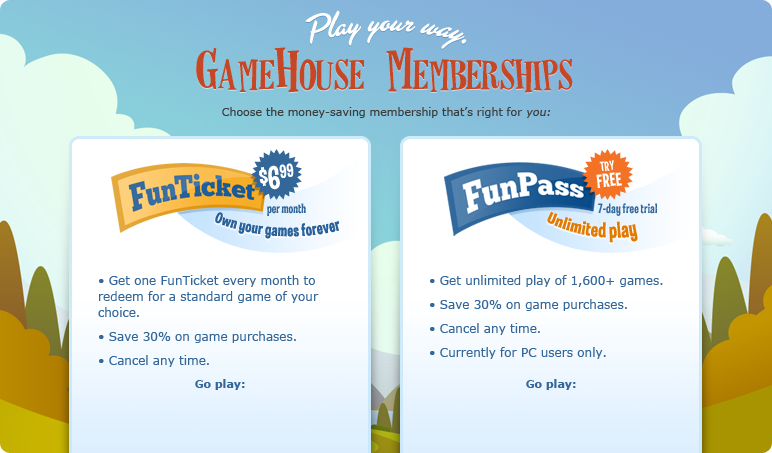 Play your way.
GameHouse Memberships
Choose the money-saving membership that's right for you:
FunTicket
$6.99
per month
Own your games forever
• Get one FunTicket every month to
redeem for a standard game of your
choice.
• Save 30% on game purchases.
• Cancel any time.
Go play:
FunPass
TRY
FREE
7-day free trial
Unlimited play
• Get unlimited play of 1,600+ games.
• Save 30% on game purchases.
• Cancel any time.
• Currently for PC users only.
Go play: